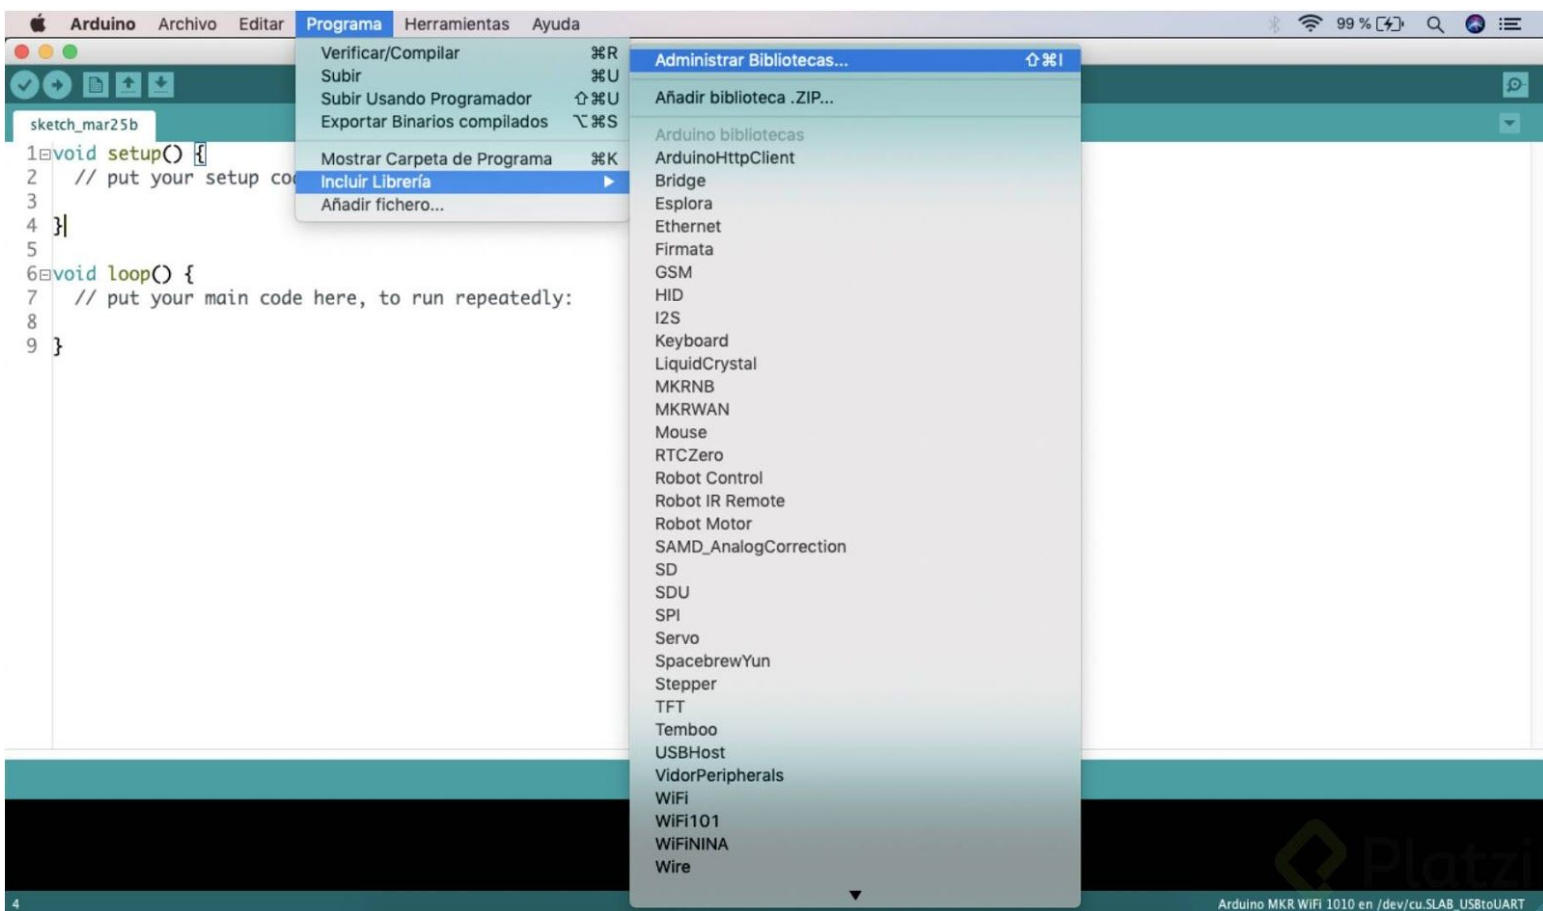 Arduino Archivo Editar Programa Herramientas Ayuda 99 %
sketch_mar25b
1 void setup() {
2 // put your setup co
3
4 }
5
6 void loop() {
7 // put your main code here, to run repeatedly:
8
9 }
Verificar/Compilar ⌘R
Subir ⌘U
Subir Usando Programador ⇧⌘U
Exportar Binarios compilados ⌥⌘S
Mostrar Carpeta de Programa ⌘K
Incluir Librería
Añadir fichero...
Administrar Bibliotecas... ⇧⌘I
Añadir biblioteca .ZIP...
Arduino bibliotecas
ArduinoHttpClient
Bridge
Esplora
Ethernet
Firmata
GSM
HID
I2S
Keyboard
LiquidCrystal
MKRNB
MKRWAN
Mouse
RTCZero
Robot Control
Robot IR Remote
Robot Motor
SAMD_AnalogCorrection
SD
SDU
SPI
Servo
SpacebrewYun
Stepper
TFT
Temboo
USBHost
VidorPeripherals
WiFi
WiFi101
WiFiNINA
Wire
Platzi
4 Arduino MKR WiFi 1010 en /dev/cu.SLAB_USBtoUART